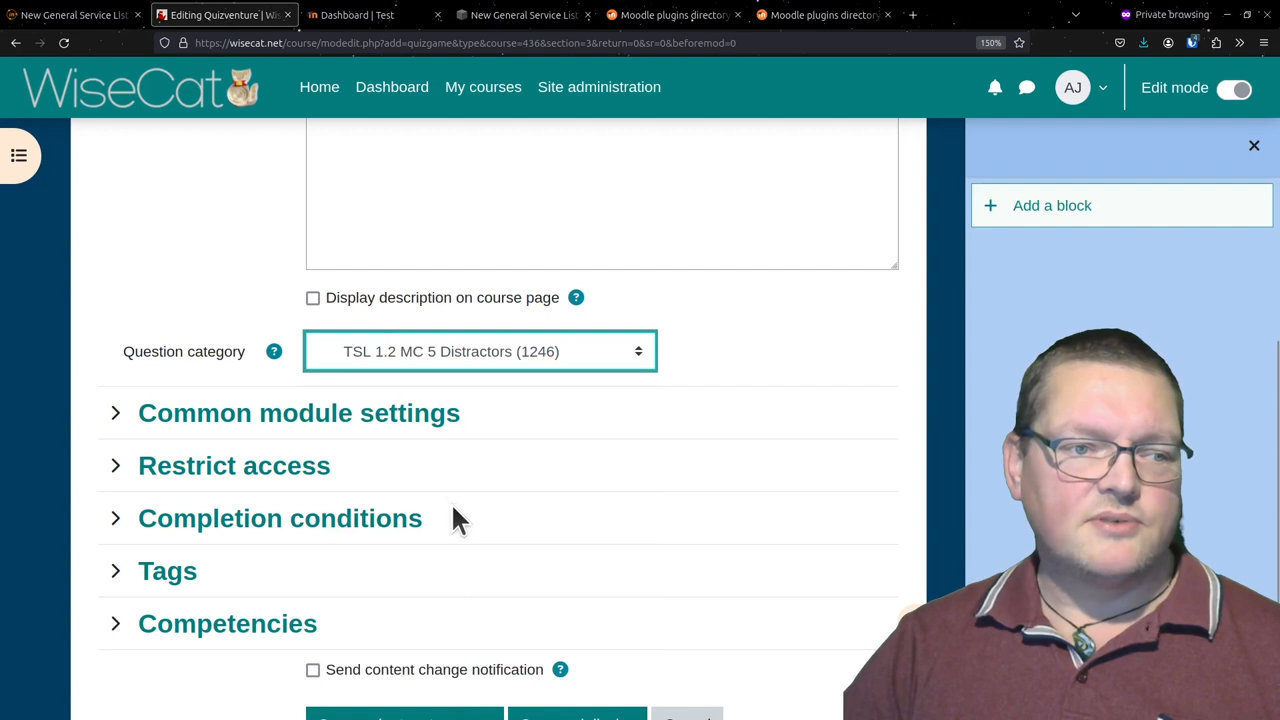 New General Service List
Editing Quizventure | Wis
Dashboard | Test
New General Service List
Moodle plugins directory
Moodle plugins directory
Private browsing
https://wisecat.net/course/modedit.php?add=quizgame&type&course=436&section=3&return=0&sr=0&beforemod=0
150%
WiseCat
Home
Dashboard
My courses
Site administration
AJ
Edit mode
Add a block
Display description on course page
Question category
TSL 1.2 MC 5 Distractors (1246)
Common module settings
Restrict access
Completion conditions
Tags
Competencies
Send content change notification